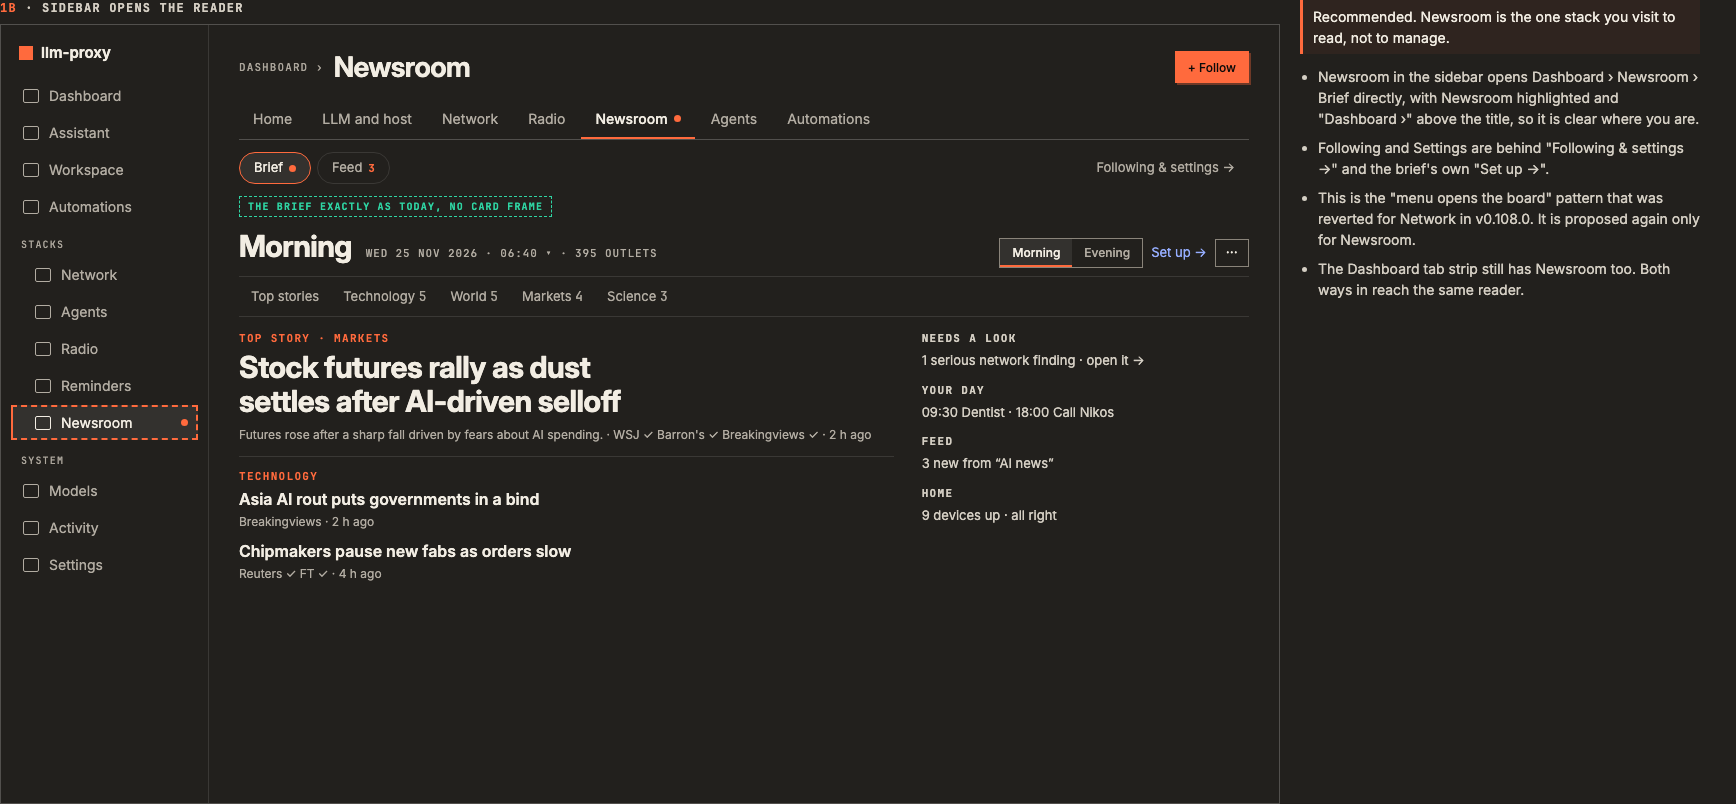 1B · SIDEBAR OPENS THE READER
llm-proxy
Dashboard
Assistant
Workspace
Automations
STACKS
Network
Agents
Radio
Reminders
Newsroom
SYSTEM
Models
Activity
Settings
DASHBOARD › Newsroom
+ Follow
Home LLM and host Network Radio Newsroom Agents Automations
Brief Feed 3 Following & settings →
THE BRIEF EXACTLY AS TODAY, NO CARD FRAME
Morning WED 25 NOV 2026 · 06:40 ▾ · 395 OUTLETS Morning Evening Set up → ···
Top stories Technology 5 World 5 Markets 4 Science 3
TOP STORY · MARKETS
Stock futures rally as dust
settles after AI-driven selloff
Futures rose after a sharp fall driven by fears about AI spending. · WSJ ✓ Barron's ✓ Breakingviews ✓ · 2 h ago
TECHNOLOGY
Asia AI rout puts governments in a bind
Breakingviews · 2 h ago
Chipmakers pause new fabs as orders slow
Reuters ✓ FT ✓ · 4 h ago
NEEDS A LOOK
1 serious network finding · open it →
YOUR DAY
09:30 Dentist · 18:00 Call Nikos
FEED
3 new from “AI news”
HOME
9 devices up · all right
Recommended. Newsroom is the one stack you visit to
read, not to manage.
• Newsroom in the sidebar opens Dashboard › Newsroom ›
Brief directly, with Newsroom highlighted and
"Dashboard ›" above the title, so it is clear where you are.
• Following and Settings are behind "Following & settings
→" and the brief's own "Set up →".
• This is the "menu opens the board" pattern that was
reverted for Network in v0.108.0. It is proposed again only
for Newsroom.
• The Dashboard tab strip still has Newsroom too. Both
ways in reach the same reader.